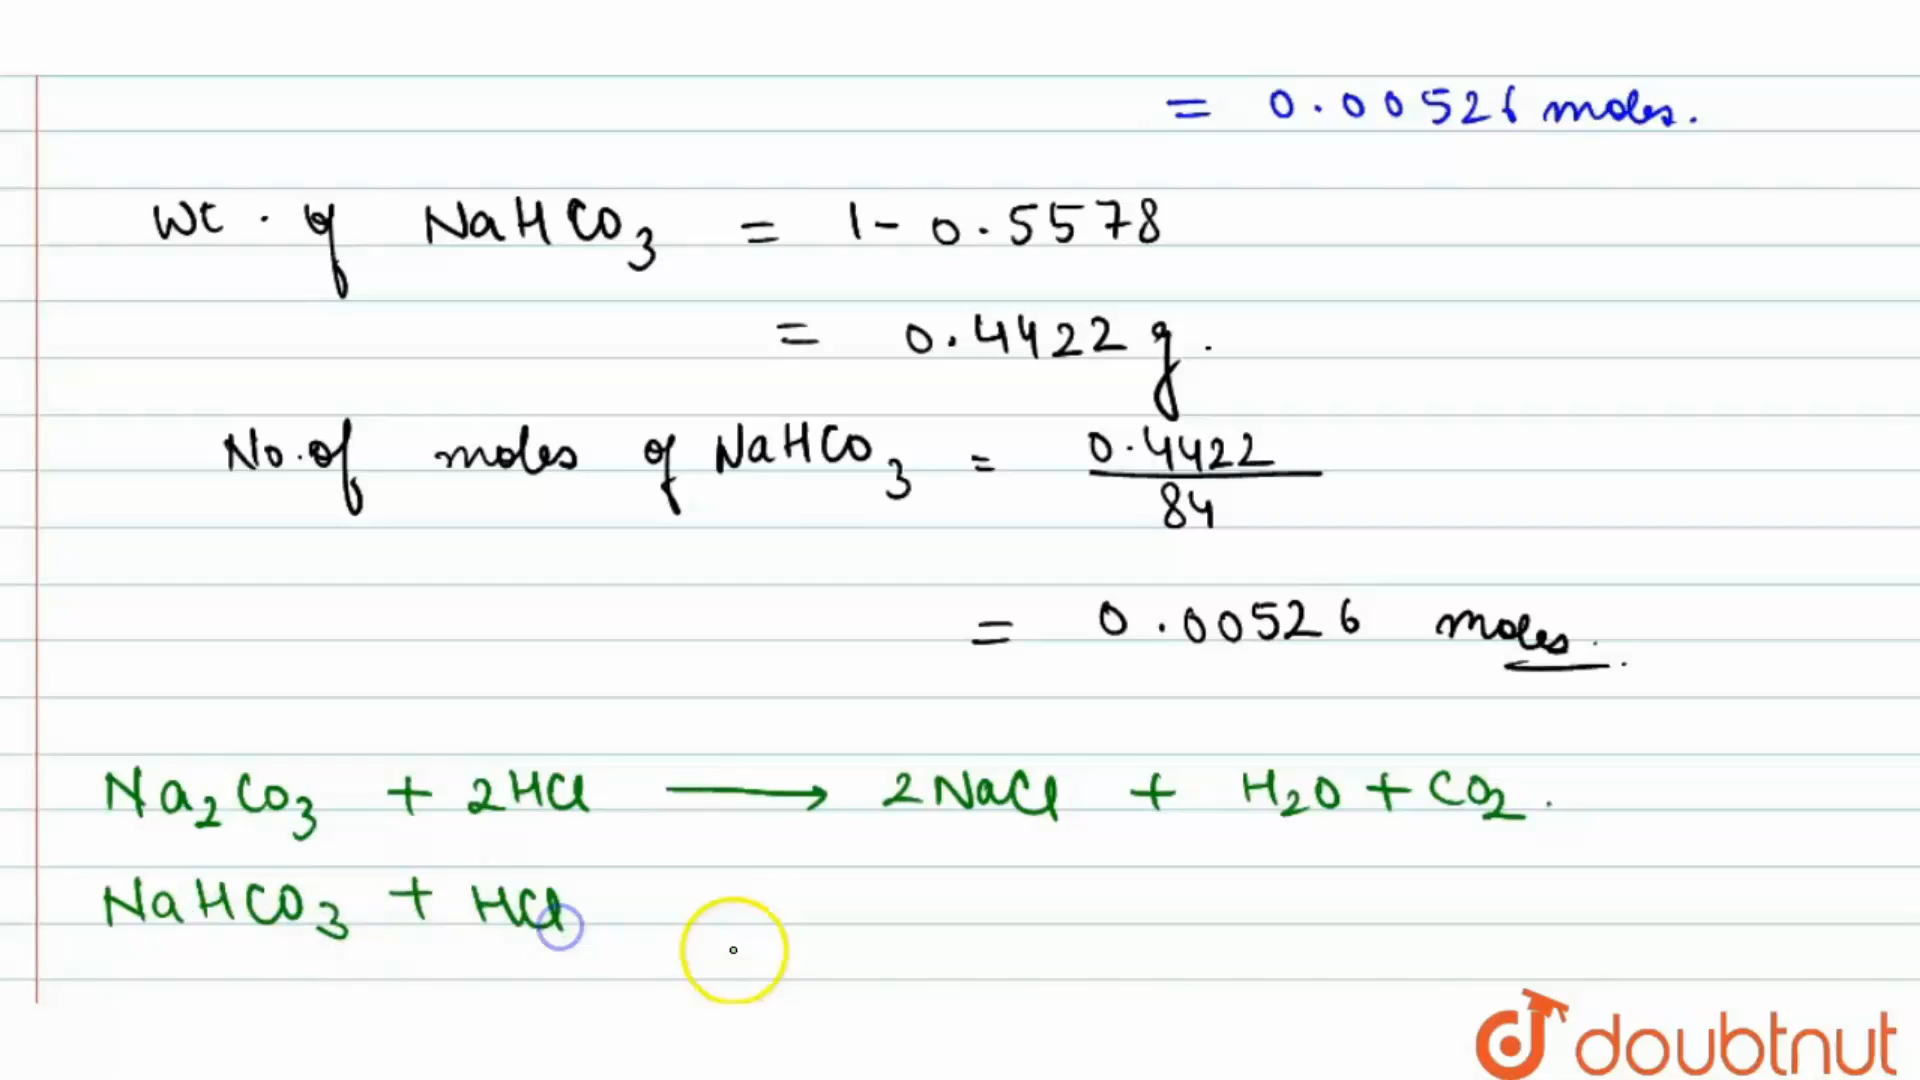 = 0.00526 moles.
Wt. of NaHCO3 = 1-0.5578
= 0.4422 g.
No. of moles of NaHCO3 = 0.4422
84
= 0.00526 moles.
Na2CO3 + 2HCl ⟶ 2NaCl + H2O + CO2.
NaHCO3 + HCl
doubtnut